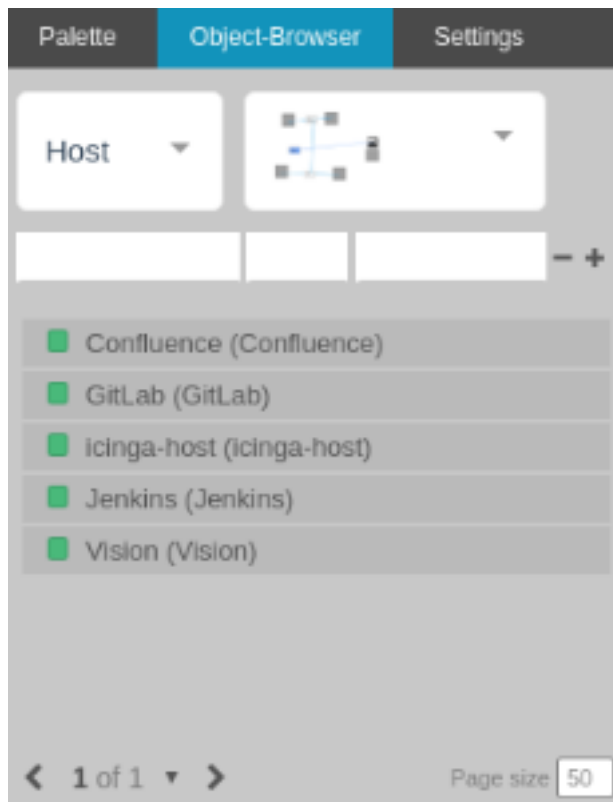 Palette Object-Browser Settings
Host
Confluence (Confluence)
GitLab (GitLab)
icinga-host (icinga-host)
Jenkins (Jenkins)
Vision (Vision)
1 of 1 Page size 50